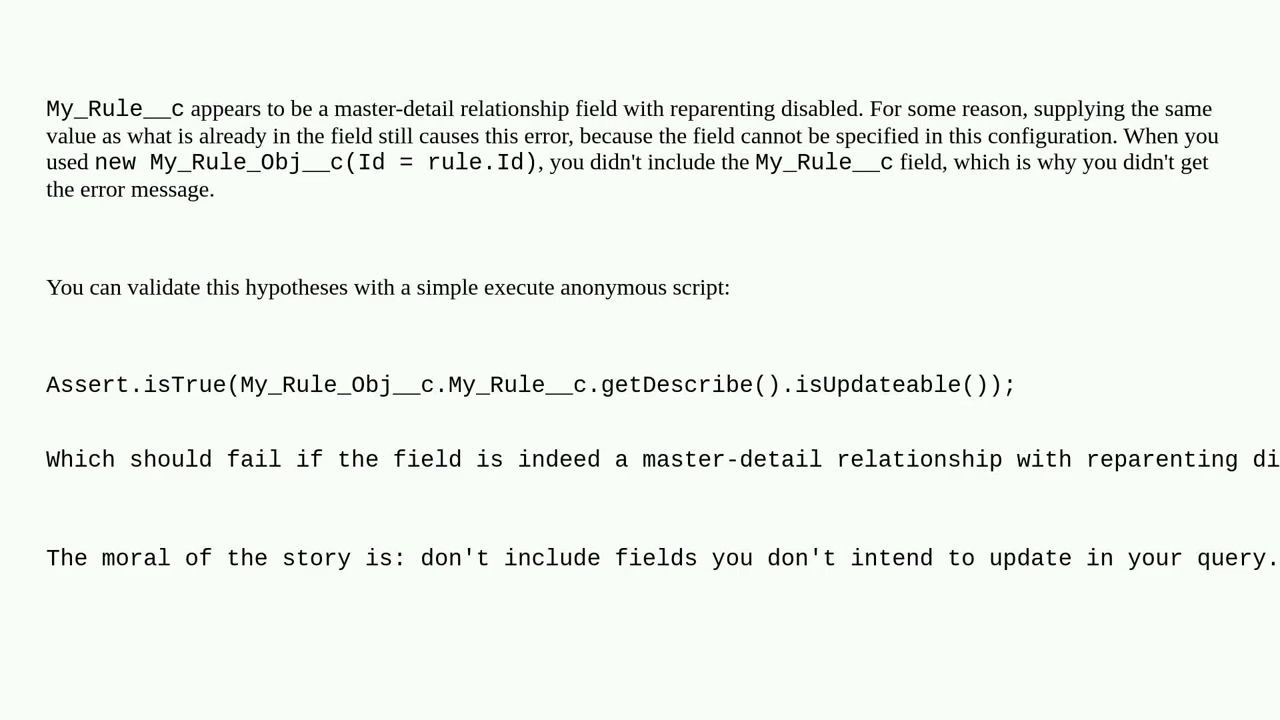 My_Rule__c appears to be a master-detail relationship field with reparenting disabled. For some reason, supplying the same
value as what is already in the field still causes this error, because the field cannot be specified in this configuration. When you
used new My_Rule_Obj__c(Id = rule.Id), you didn't include the My_Rule__c field, which is why you didn't get
the error message.
You can validate this hypotheses with a simple execute anonymous script:
Assert.isTrue(My_Rule_Obj__c.My_Rule__c.getDescribe().isUpdateable());
Which should fail if the field is indeed a master-detail relationship with reparenting
The moral of the story is: don't include fields you don't intend to update in your query.